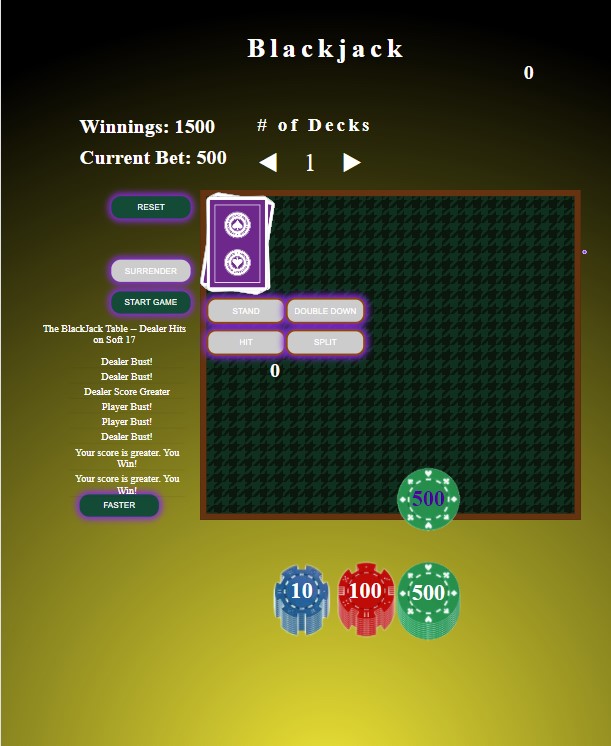 Blackjack
0
Winnings: 1500
# of Decks
Current Bet: 500
1
RESET
SURRENDER
START GAME
STAND
DOUBLE DOWN
HIT
SPLIT
0
The BlackJack Table -- Dealer Hits
on Soft 17
Dealer Bust!
Dealer Bust!
Dealer Score Greater
Player Bust!
Player Bust!
Dealer Bust!
Your score is greater. You
Win!
Your score is greater. You
Win!
FASTER
500
10
100
500